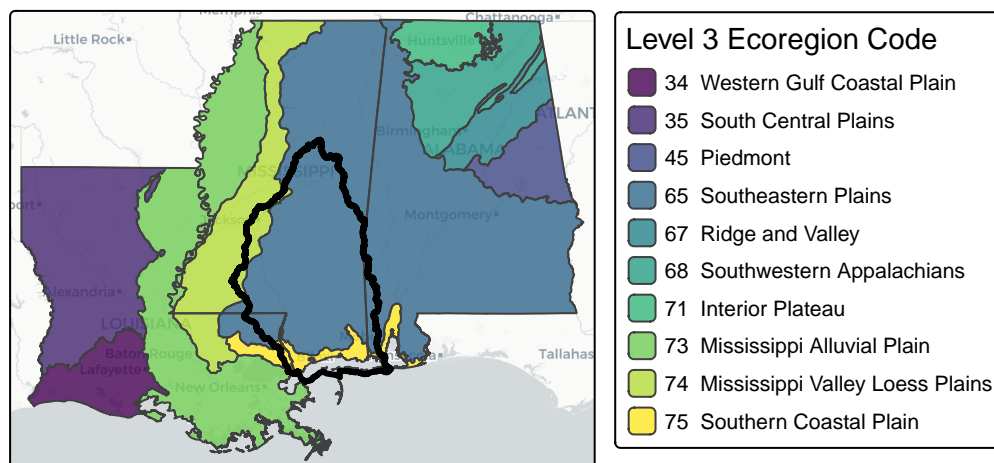 Memphis
Chattanooga
Little Rock
Huntsville
ATLANT
Birmingham
ALABAMA
MISSISSIPPI
port
Jackson
Montgomery
Alexandria
LOUISIANA
Baton Rouge
Tallahas
Lafayette
New Orleans
Level 3 Ecoregion Code
34 Western Gulf Coastal Plain
35 South Central Plains
45 Piedmont
65 Southeastern Plains
67 Ridge and Valley
68 Southwestern Appalachians
71 Interior Plateau
73 Mississippi Alluvial Plain
74 Mississippi Valley Loess Plains
75 Southern Coastal Plain